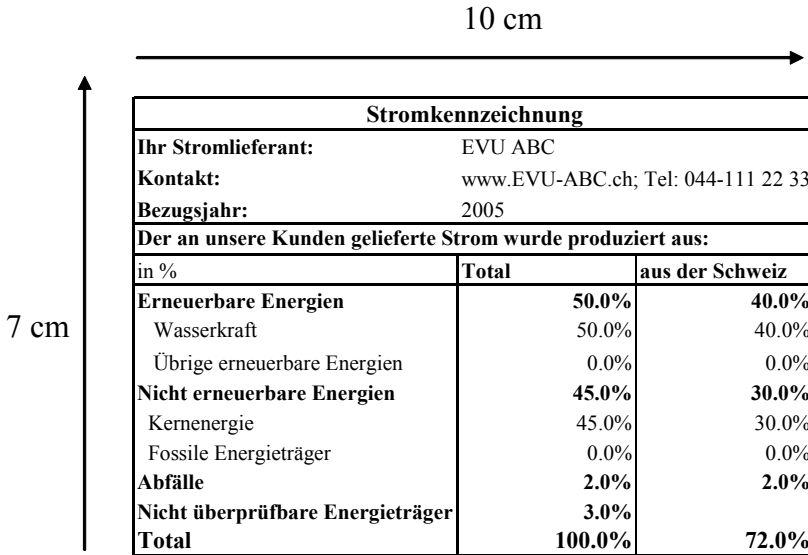 10 cm
7 cm
Stromkennzeichnung
Ihr Stromlieferant: EVU ABC
Kontakt: www.EVU-ABC.ch; Tel: 044-111 22 33
Bezugsjahr: 2005
Der an unsere Kunden gelieferte Strom wurde produziert aus:
in % Total aus der Schweiz
Erneuerbare Energien 50.0% 40.0%
Wasserkraft 50.0% 40.0%
Übrige erneuerbare Energien 0.0% 0.0%
Nicht erneuerbare Energien 45.0% 30.0%
Kernenergie 45.0% 30.0%
Fossile Energieträger 0.0% 0.0%
Abfälle 2.0% 2.0%
Nicht überprüfbare Energieträger 3.0%
Total 100.0% 72.0%